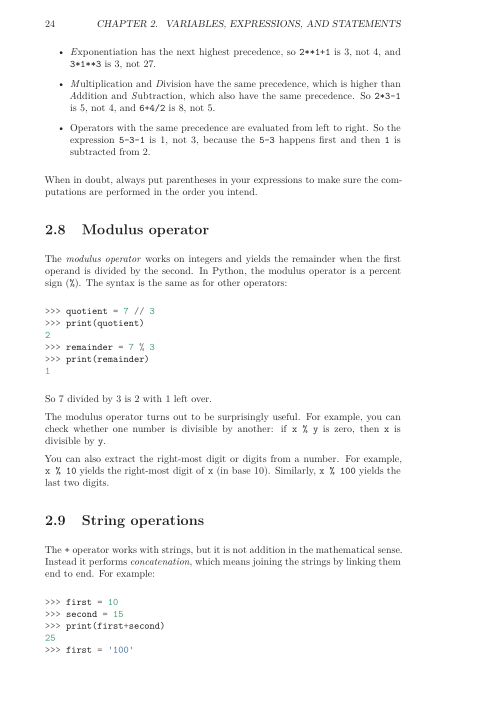 24 CHAPTER 2. VARIABLES, EXPRESSIONS, AND STATEMENTS
• Exponentiation has the next highest precedence, so 2**1+1 is 3, not 4, and
3*1**3 is 3, not 27.
• Multiplication and Division have the same precedence, which is higher than
Addition and Subtraction, which also have the same precedence. So 2*3-1
is 5, not 4, and 6+4/2 is 8, not 5.
• Operators with the same precedence are evaluated from left to right. So the
expression 5-3-1 is 1, not 3, because the 5-3 happens first and then 1 is
subtracted from 2.
When in doubt, always put parentheses in your expressions to make sure the com-
putations are performed in the order you intend.
2.8 Modulus operator
The modulus operator works on integers and yields the remainder when the first
operand is divided by the second. In Python, the modulus operator is a percent
sign (%). The syntax is the same as for other operators:
>>> quotient = 7 // 3
>>> print(quotient)
2
>>> remainder = 7 % 3
>>> print(remainder)
1
So 7 divided by 3 is 2 with 1 left over.
The modulus operator turns out to be surprisingly useful. For example, you can
check whether one number is divisible by another: if x % y is zero, then x is
divisible by y.
You can also extract the right-most digit or digits from a number. For example,
x % 10 yields the right-most digit of x (in base 10). Similarly, x % 100 yields the
last two digits.
2.9 String operations
The + operator works with strings, but it is not addition in the mathematical sense.
Instead it performs concatenation, which means joining the strings by linking them
end to end. For example:
>>> first = 10
>>> second = 15
>>> print(first+second)
25
>>> first = '100'